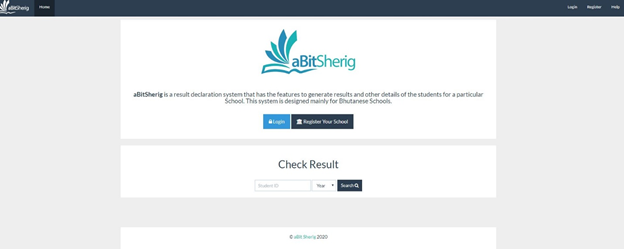 aBitSherig Home Login Register Help
aBitSherig
aBitSherig is a result declaration system that has the features to generate results and other details of the students for a particular
School. This system is designed mainly for Bhutanese Schools.
Login Register Your School
Check Result
Student ID Year Search
© aBit Sherig 2020